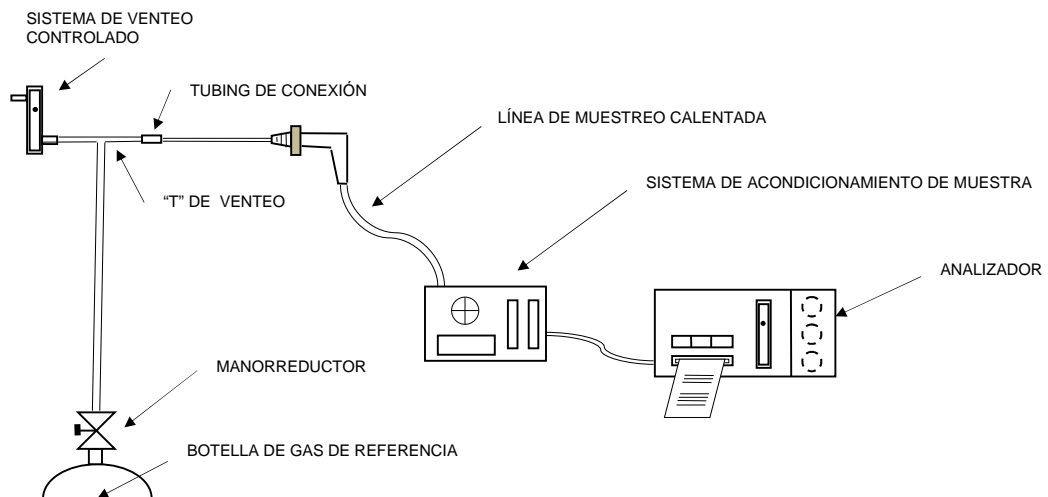 SISTEMA DE VENTEO
CONTROLADO
TUBING DE CONEXIÓN
LÍNEA DE MUESTREO CALENTADA
SISTEMA DE ACONDICIONAMIENTO DE MUESTRA
“T” DE VENTEO
ANALIZADOR
MANORREDUCTOR
BOTELLA DE GAS DE REFERENCIA